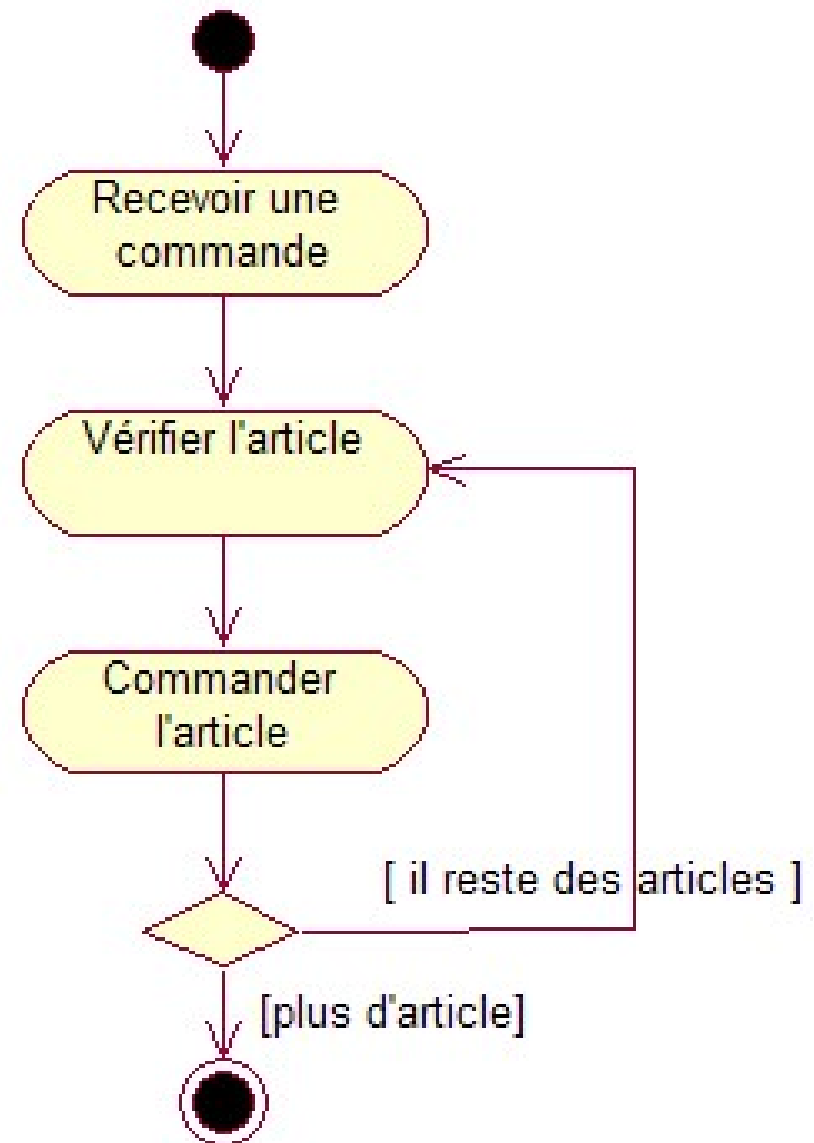 Recevoir une
commande
Vérifier l'article
Commander
l'article
[ il reste des articles ]
[plus d'article]